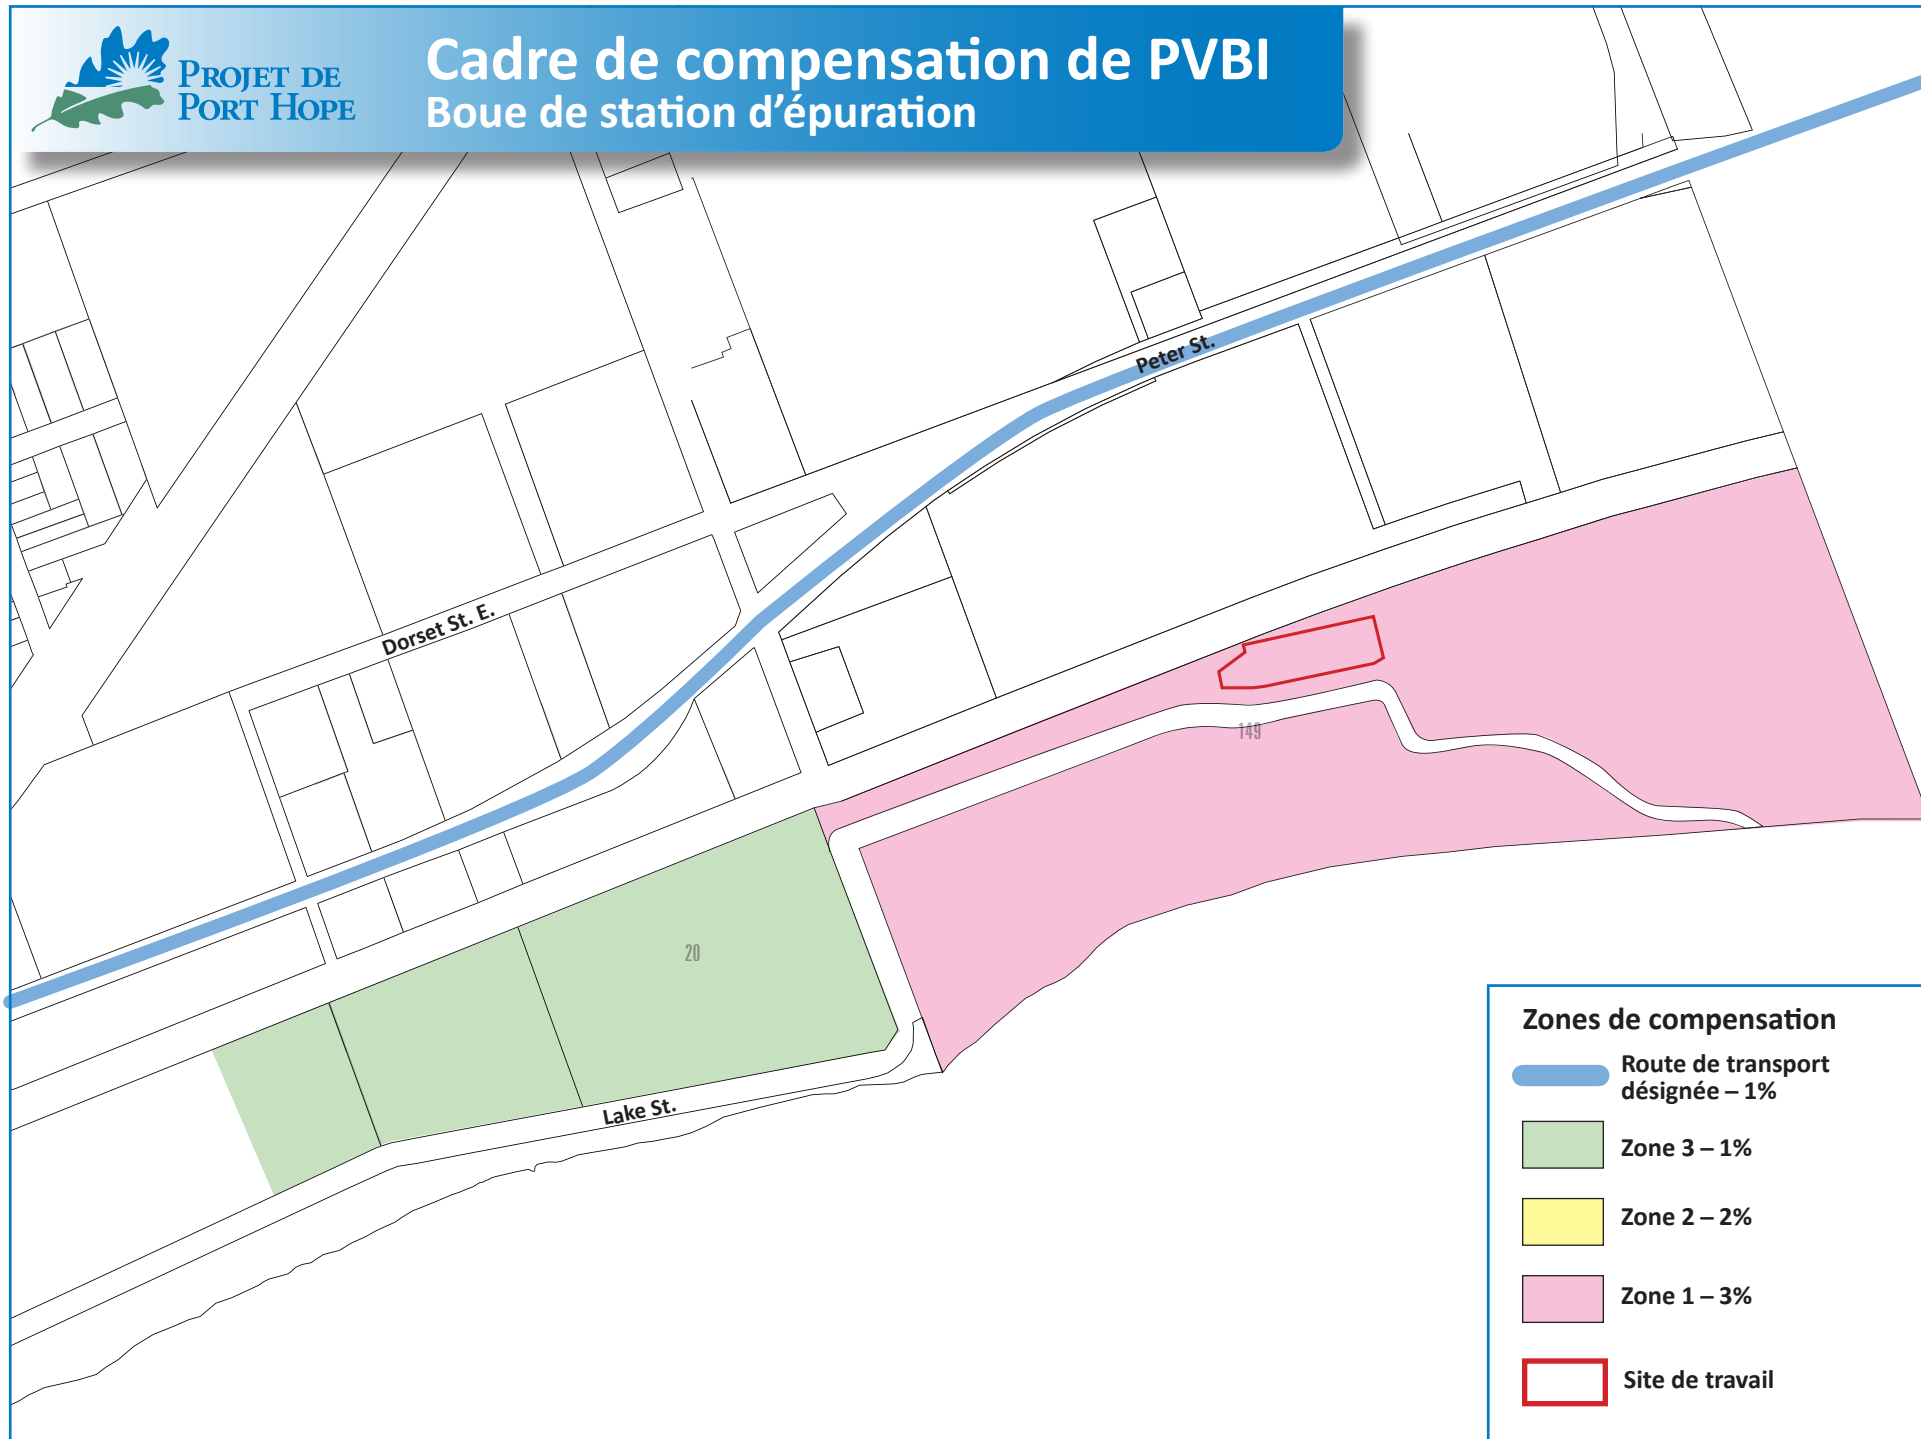 PROJET DE
PORT HOPE
Cadre de compensation de PVBI
Boue de station d'épuration
Peter St.
Dorset St. E.
149
20
Lake St.
Zones de compensation
Route de transport
désignée – 1%
Zone 3 – 1%
Zone 2 – 2%
Zone 1 – 3%
Site de travail